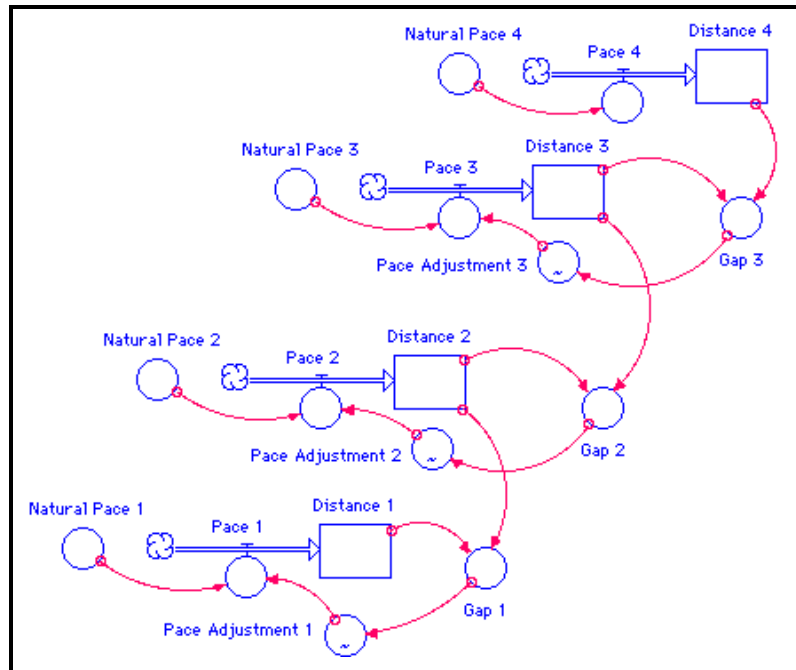 Distance 4
Natural Pace 4
Pace 4
Distance 3
Natural Pace 3
Pace 3
Gap 3
Pace Adjustment 3
~
Distance 2
Natural Pace 2
Pace 2
Gap 2
Pace Adjustment 2
~
Distance 1
Natural Pace 1
Pace 1
Gap 1
Pace Adjustment 1
~